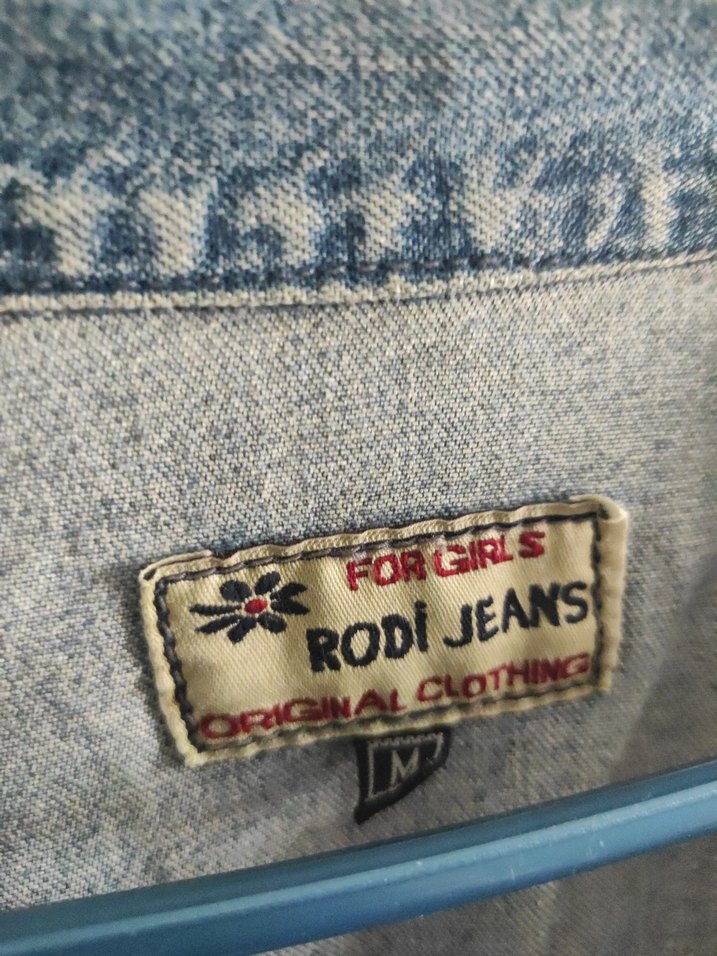 FOR GIRLS
RODİ JEANS
ORIGINAL CLOTHING
M